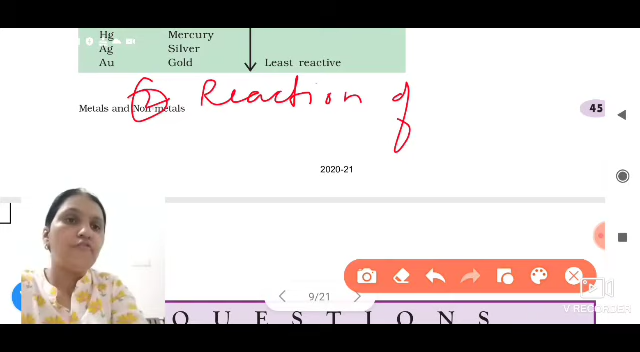 Hg Mercury
Ag Silver
Au Gold Least reactive
② Reaction of
Metals and Non-metals 45
2020-21
9/21
QUESTIONS
V RECORDER